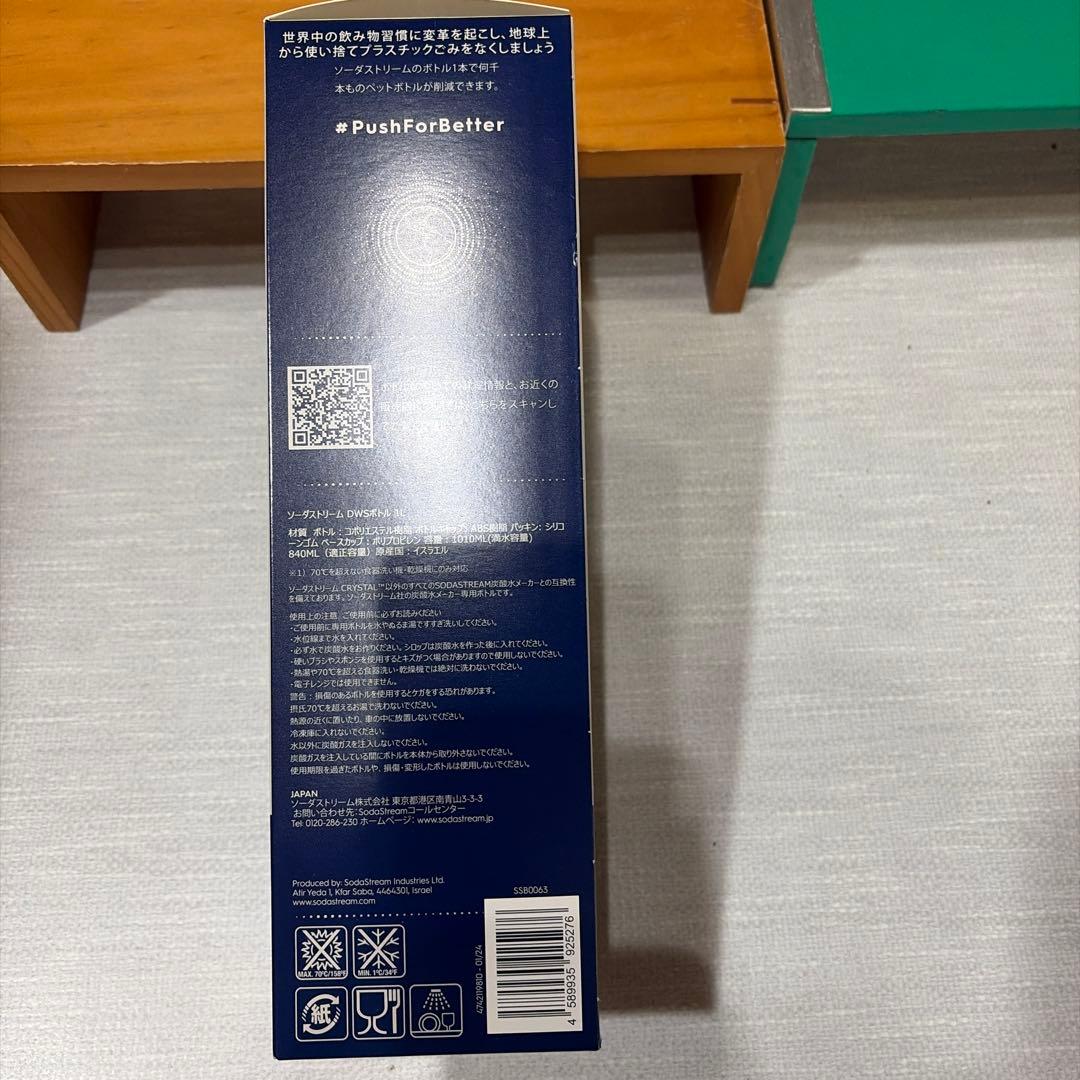 世界中の飲み物習慣に変革を起こし、地球上
から使い捨てプラスチックごみをなくしましょう
ソーダストリームのボトル1本で何千
本ものペットボトルが削減できます。
#PushForBetter
情報と、お近くの
こちらをスキャンし
ソーダストリーム DWSボトル 1L
材質 ボトル：コポリエステル樹脂 ボトルキャップ: ABS樹脂 パッキン: シリコ
ーンゴム ベースカップ：ポリプロピレン 容量：1010ML(満水容量)
840ML（適正容量）原産国：イスラエル
※1）70℃を超えない食器洗い機・乾燥機にのみ対応
ソーダストリーム CRYSTAL™以外のすべてのSODASTREAM炭酸水メーカーとの互換性
を備えております。ソーダストリーム社の炭酸水メーカー専用ボトルです。
使用上の注意 ご使用前に必ずお読みください
・ご使用前に専用ボトルを水やぬるま湯ですすぎ洗いしてください。
・水位線まで水を入れてください。
・必ず水で炭酸水をお作りください。シロップは炭酸水を作った後に入れてください。
・硬いブラシやスポンジを使用するとキズがつく場合がありますので使用しないでください。
・熱湯や70℃を超える食器洗い・乾燥機では絶対に洗わないでください。
・電子レンジでは使用できません。
警告：損傷のあるボトルを使用するとケガをする恐れがあります。
摂氏70℃を超えるお湯で洗わないでください。
熱源の近くに置いたり、車の中に放置しないでください。
冷凍庫に入れないでください。
水以外に炭酸ガスを注入しないでください。
炭酸ガスを注入している間にボトルを本体から取り外さないでください。
使用期限を過ぎたボトルや、損傷・変形したボトルは使用しないでください。
JAPAN
ソーダストリーム株式会社 東京都港区南青山3-3-3
お問い合わせ先：SodaStreamコールセンター
Tel: 0120-286-230 ホームページ: www.sodastream.jp
Produced by: SodaStream Industries Ltd.
Atir Yeda 1, Kfar Saba, 4464301, Israel
www.sodastream.com
SSB0063
MAX. 70°C/158°F
MIN. 1°C/34°F
紙
4742119810 - 01/24
4 589935 925276